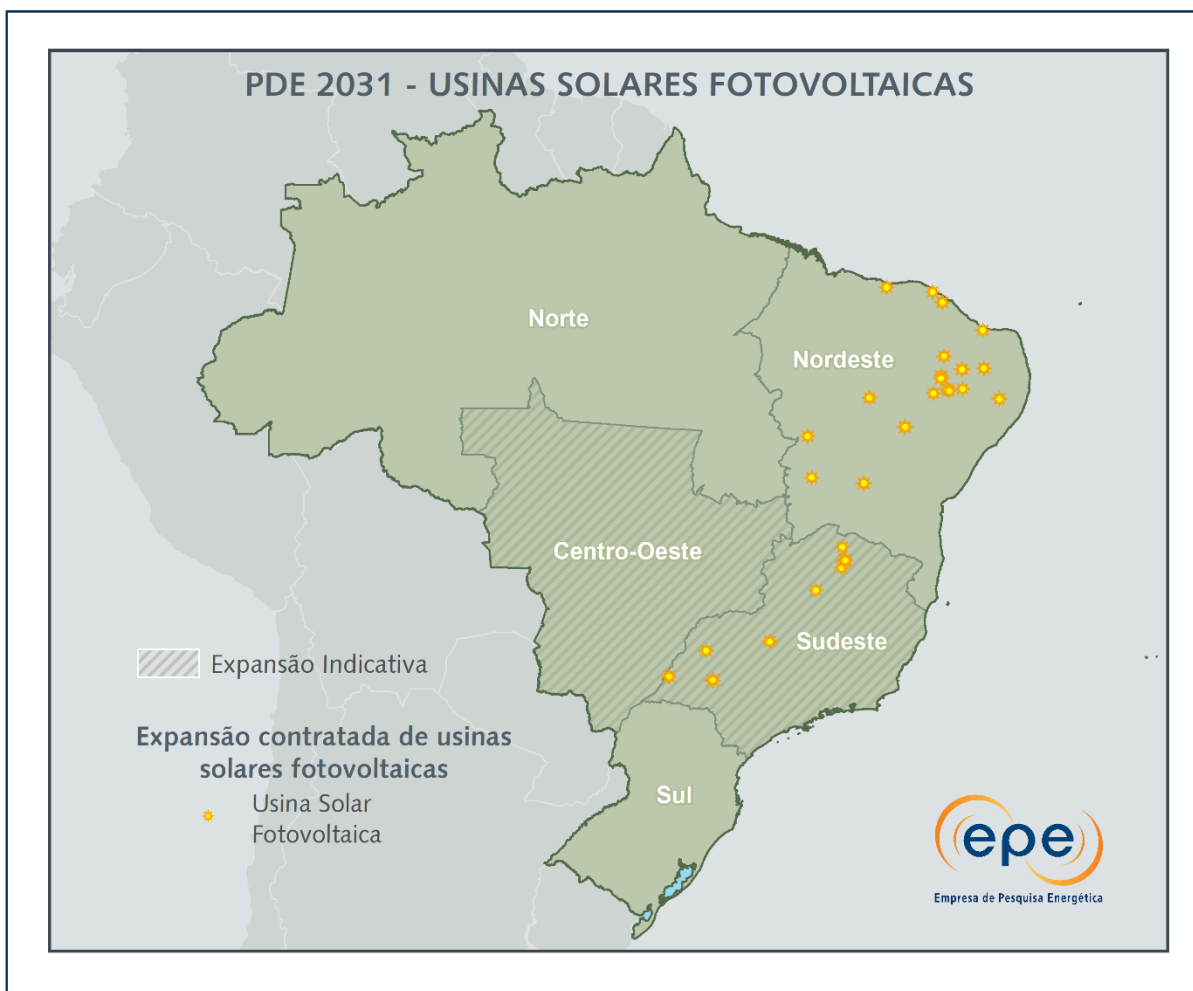 PDE 2031 - USINAS SOLARES FOTOVOLTAICAS
Norte
Nordeste
Centro-Oeste
Sudeste
Expansão Indicativa
Expansão contratada de usinas
solares fotovoltaicas
Usina Solar
Fotovoltaica
Sul
epe
Empresa de Pesquisa Energética